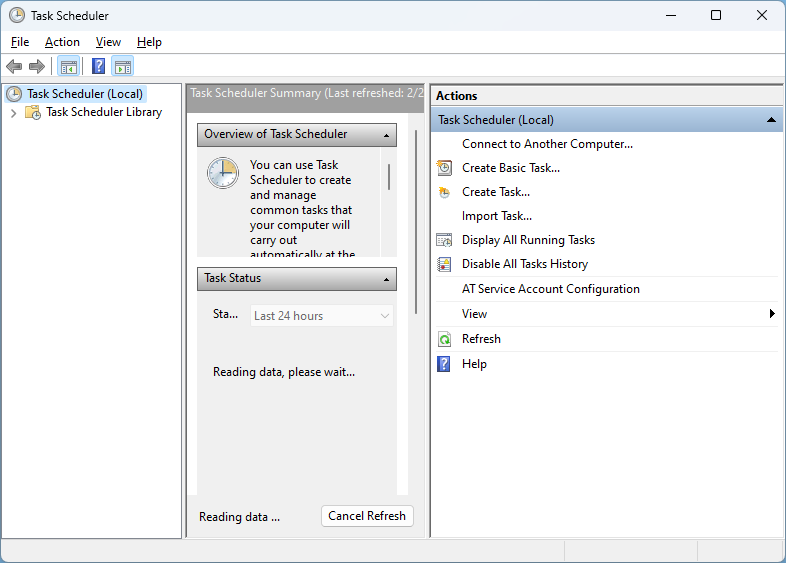 Task Scheduler
File Action View Help
Task Scheduler (Local)
Task Scheduler Library
Task Scheduler Summary (Last refreshed: 2/2
Overview of Task Scheduler
You can use Task
Scheduler to create
and manage
common tasks that
your computer will
carry out
automatically at the
Task Status
Sta... Last 24 hours
Reading data, please wait...
Reading data ... Cancel Refresh
Actions
Task Scheduler (Local)
Connect to Another Computer...
Create Basic Task...
Create Task...
Import Task...
Display All Running Tasks
Disable All Tasks History
AT Service Account Configuration
View
Refresh
Help